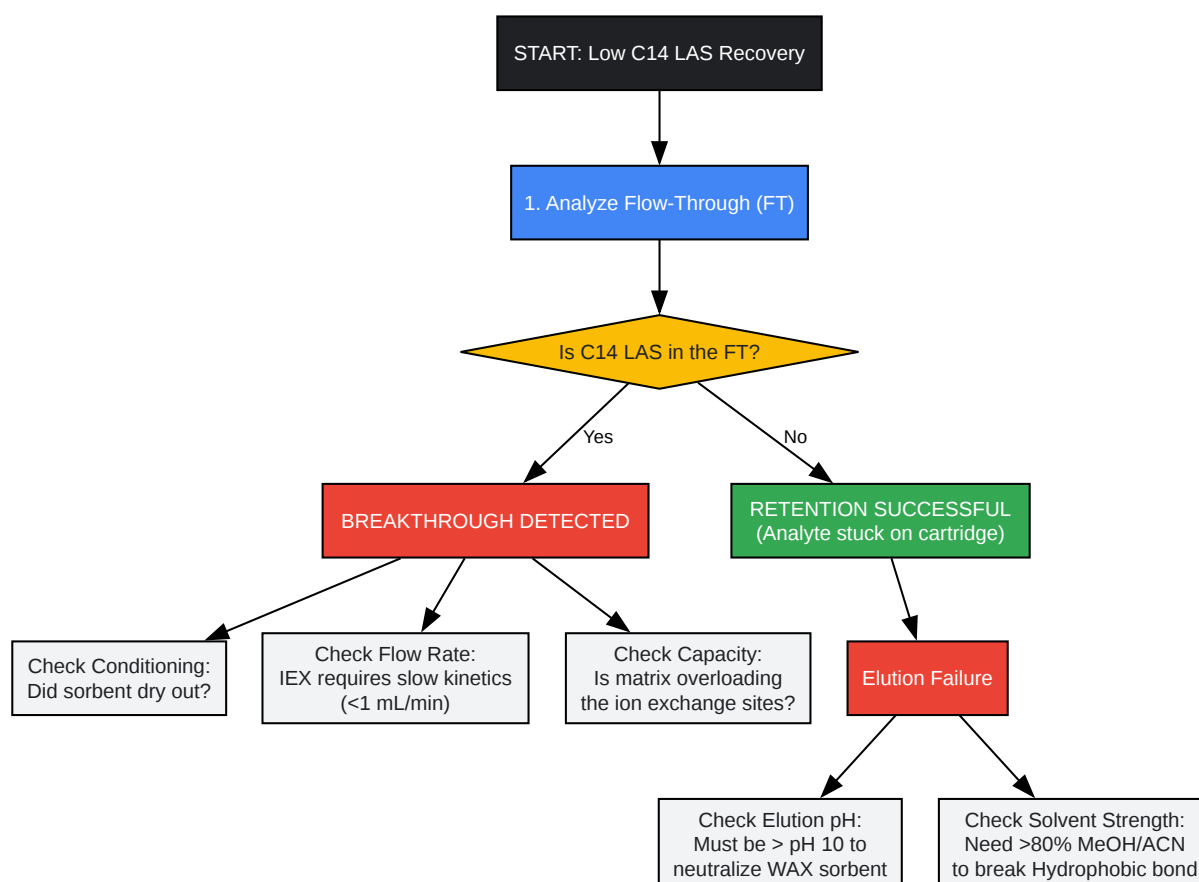 START: Low C14 LAS Recovery
1. Analyze Flow-Through (FT)
Is C14 LAS in the FT?
Yes
No
BREAKTHROUGH DETECTED
RETENTION SUCCESSFUL
(Analyte stuck on cartridge)
Check Conditioning:
Did sorbent dry out?
Check Flow Rate:
IEX requires slow kinetics
(<1 mL/min)
Check Capacity:
Is matrix overloading
the ion exchange sites?
Elution Failure
Check Elution pH:
Must be > pH 10 to
neutralize WAX sorbent
Check Solvent Strength:
Need >80% MeOH/ACN
to break Hydrophobic bond